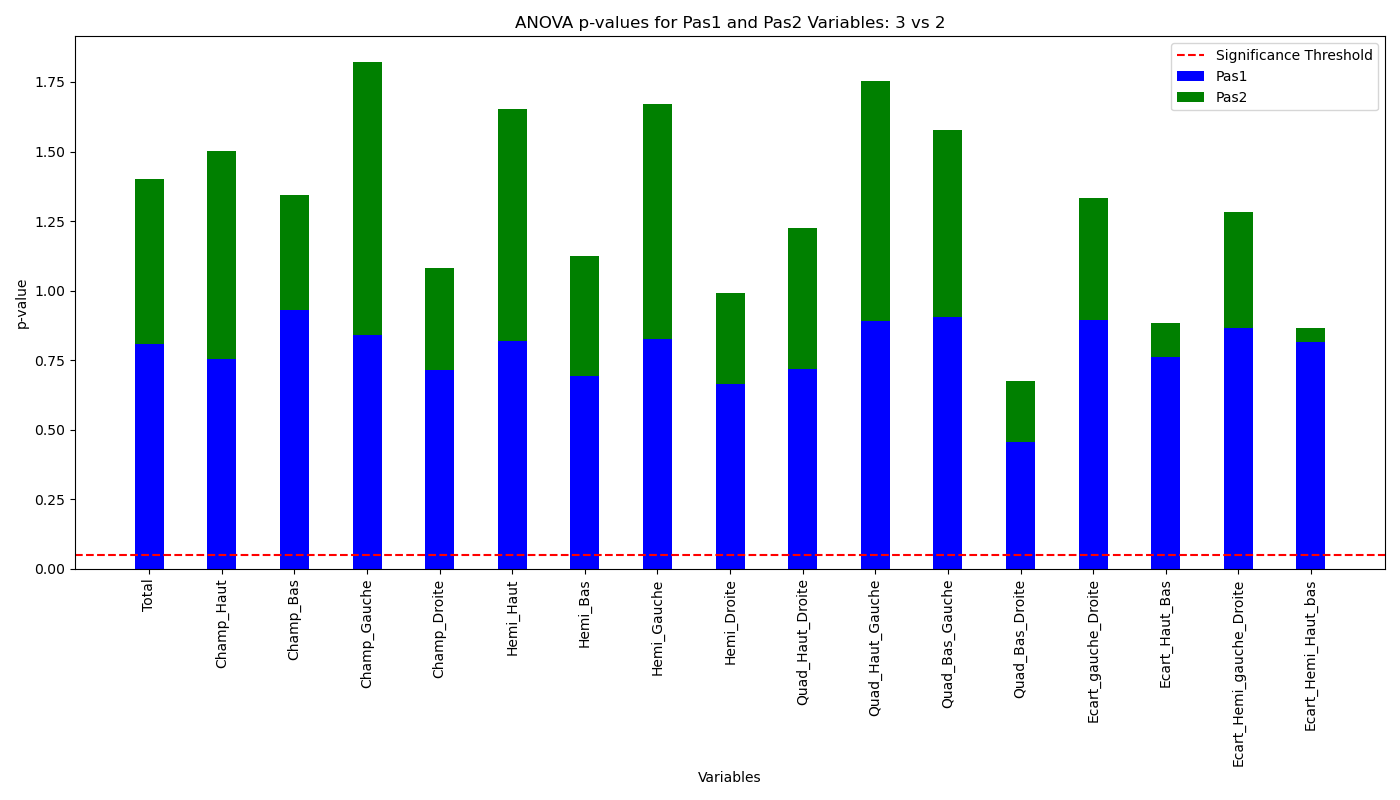 ANOVA p-values for Pas1 and Pas2 Variables: 3 vs 2
Significance Threshold
Pas1
Pas2
p-value
1.75
1.50
1.25
1.00
0.75
0.50
0.25
0.00
Total
Champ_Haut
Champ_Bas
Champ_Gauche
Champ_Droite
Hemi_Haut
Hemi_Bas
Hemi_Gauche
Hemi_Droite
Quad_Haut_Droite
Quad_Haut_Gauche
Quad_Bas_Gauche
Quad_Bas_Droite
Ecart_gauche_Droite
Ecart_Haut_Bas
Ecart_Hemi_gauche_Droite
Ecart_Hemi_Haut_bas
Variables